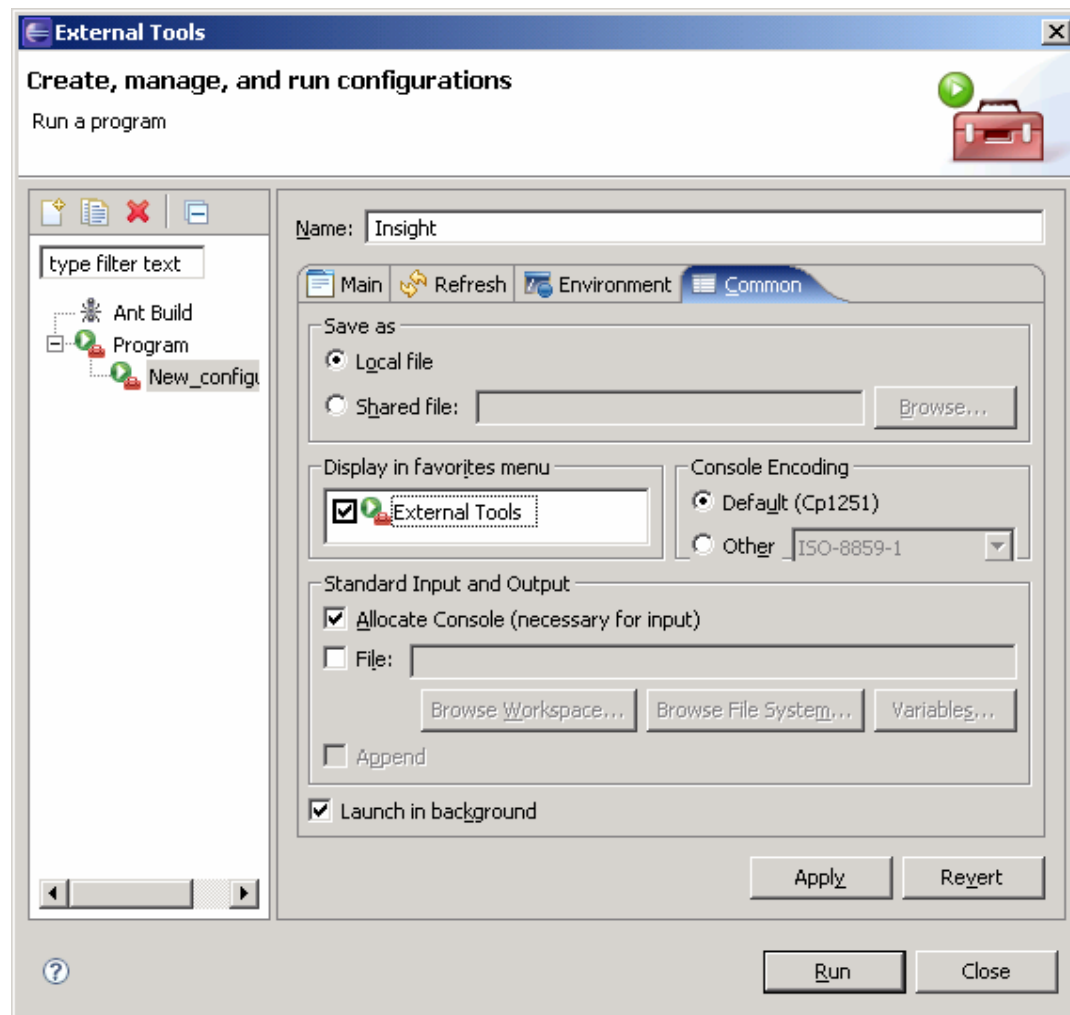 External Tools
Create, manage, and run configurations
Run a program
Name: Insight
type filter text
Ant Build
Program
New_configu
Main Refresh Environment Common
Save as
Local file
Shared file: Browse...
Display in favorites menu
External Tools
Console Encoding
Default (Cp1251)
Other ISO-8859-1
Standard Input and Output
Allocate Console (necessary for input)
File:
Browse Workspace... Browse File System... Variables...
Append
Launch in background
Apply Revert
Run Close